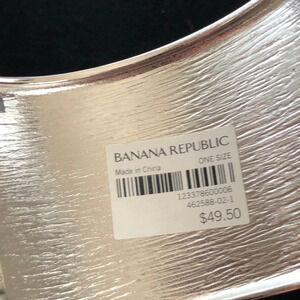 BANANA REPUBLIC
ONE SIZE
Made in China
123378600006
462588-02-1
$49.50